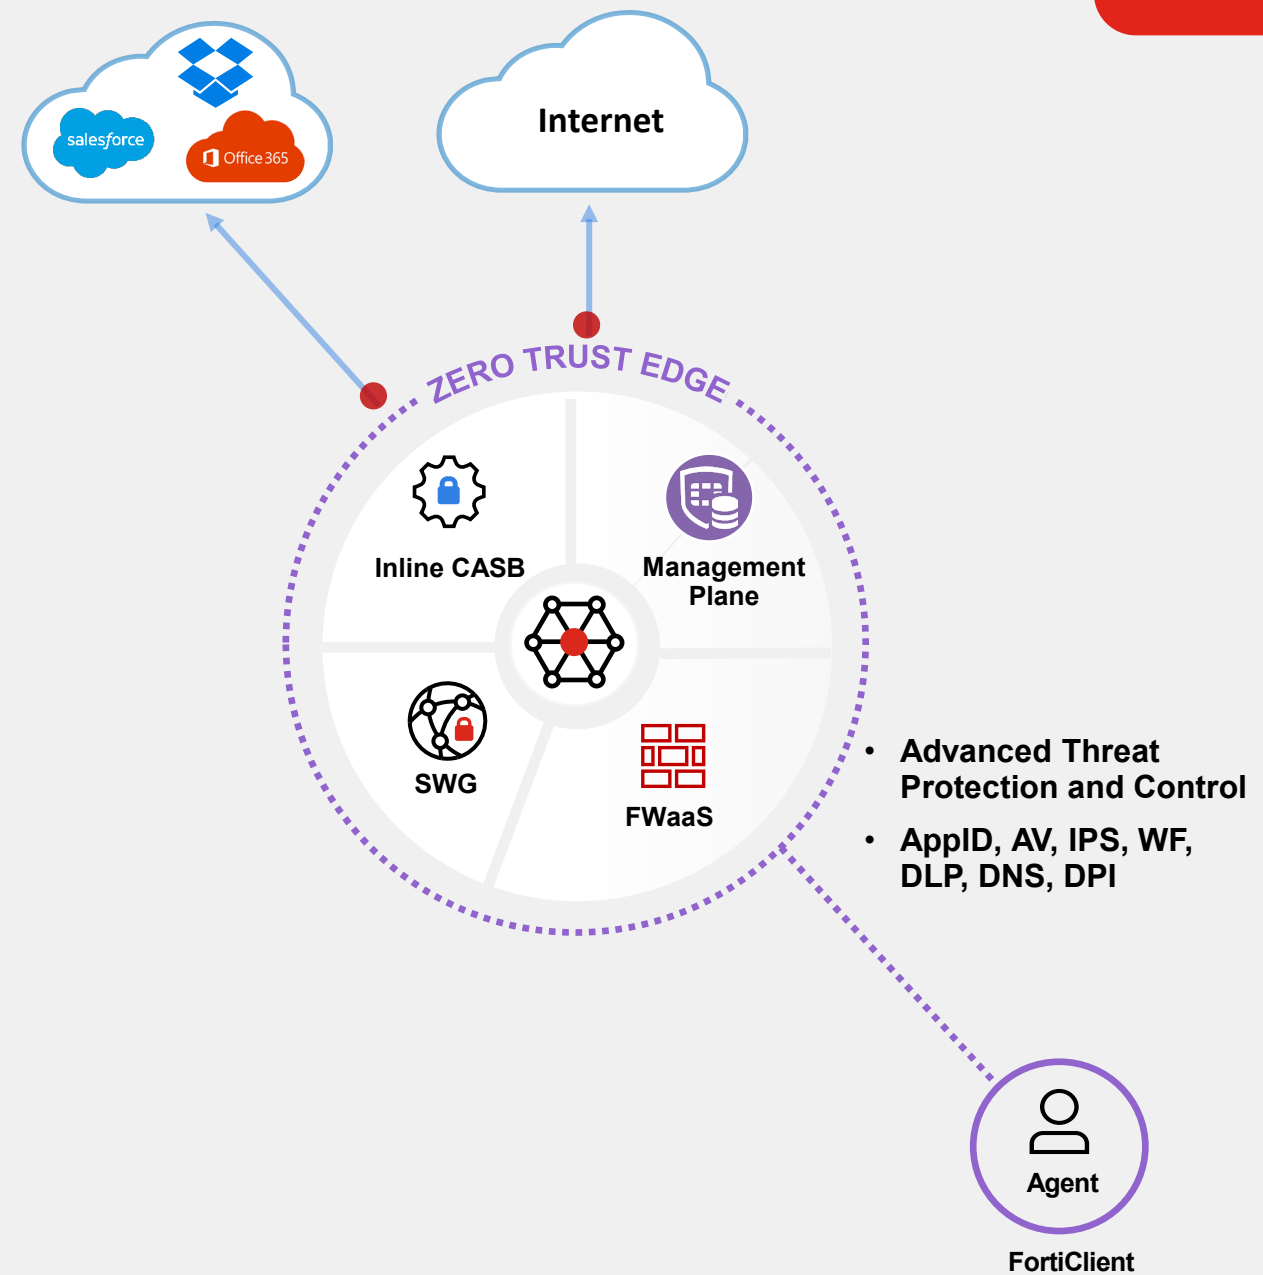 salesforce
Office 365
Internet
ZERO TRUST EDGE
Inline CASB
Management
Plane
SWG
FWaaS
• Advanced Threat
Protection and Control
• AppID, AV, IPS, WF,
DLP, DNS, DPI
Agent
FortiClient